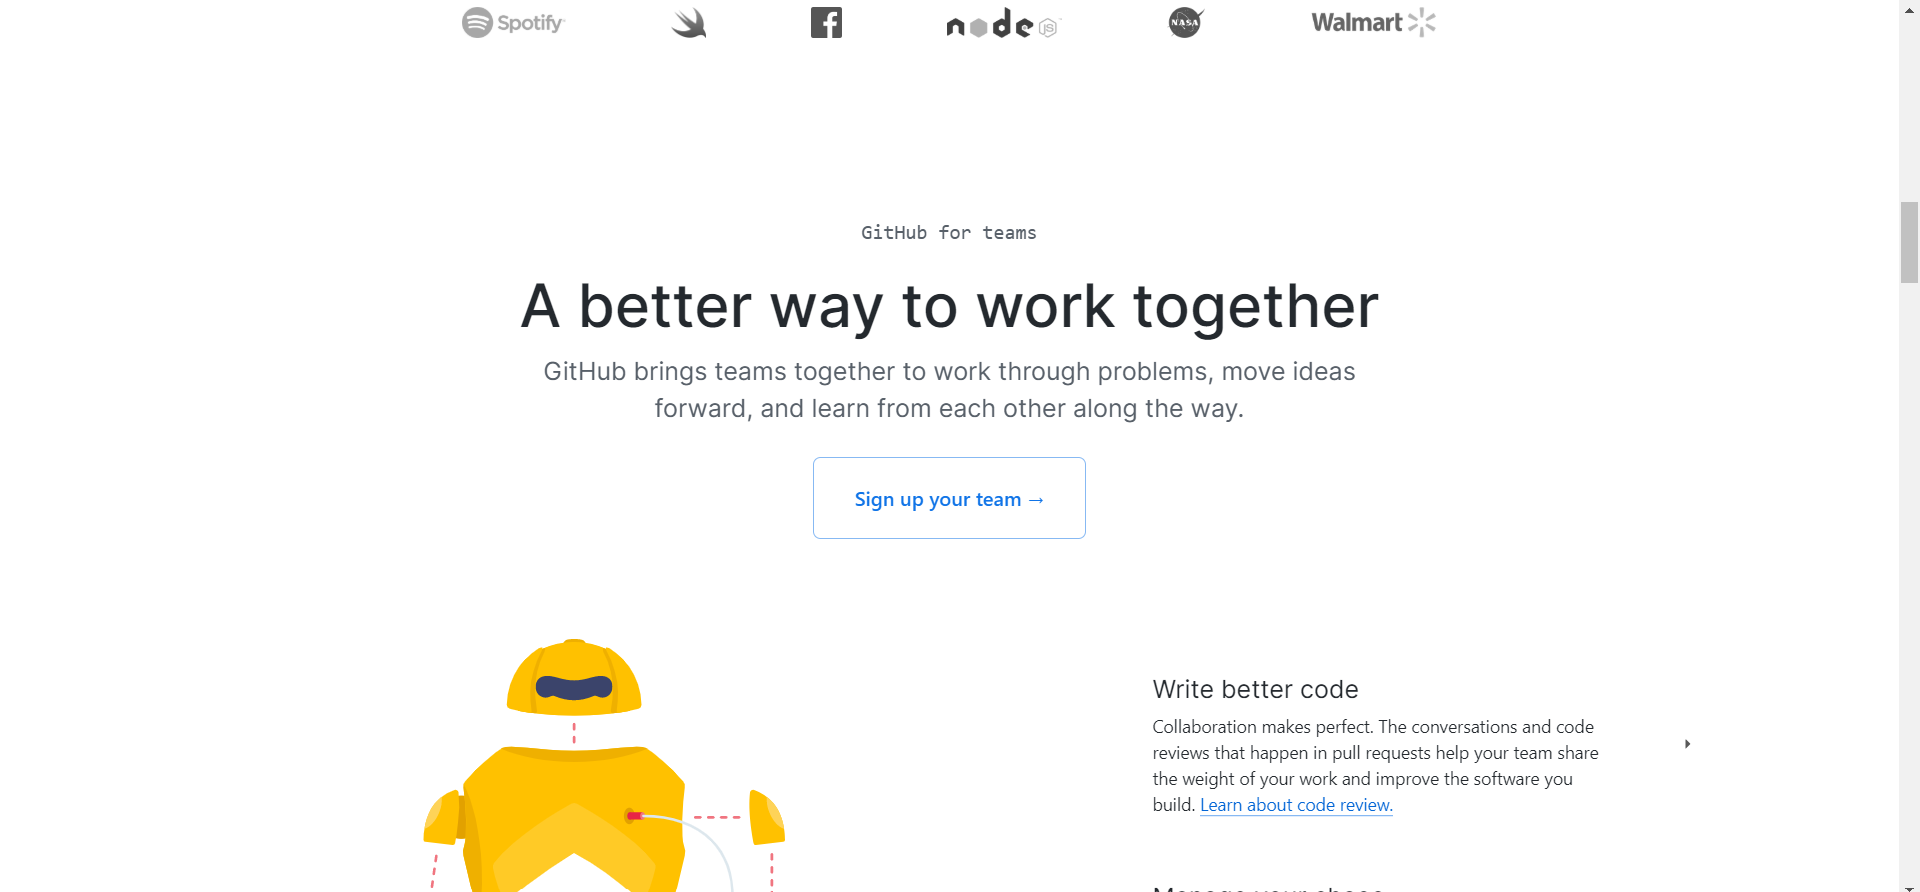 Spotify
node JS
NASA
Walmart
GitHub for teams
A better way to work together
GitHub brings teams together to work through problems, move ideas
forward, and learn from each other along the way.
Sign up your team →
Write better code
Collaboration makes perfect. The conversations and code
reviews that happen in pull requests help your team share
the weight of your work and improve the software you
build. Learn about code review.